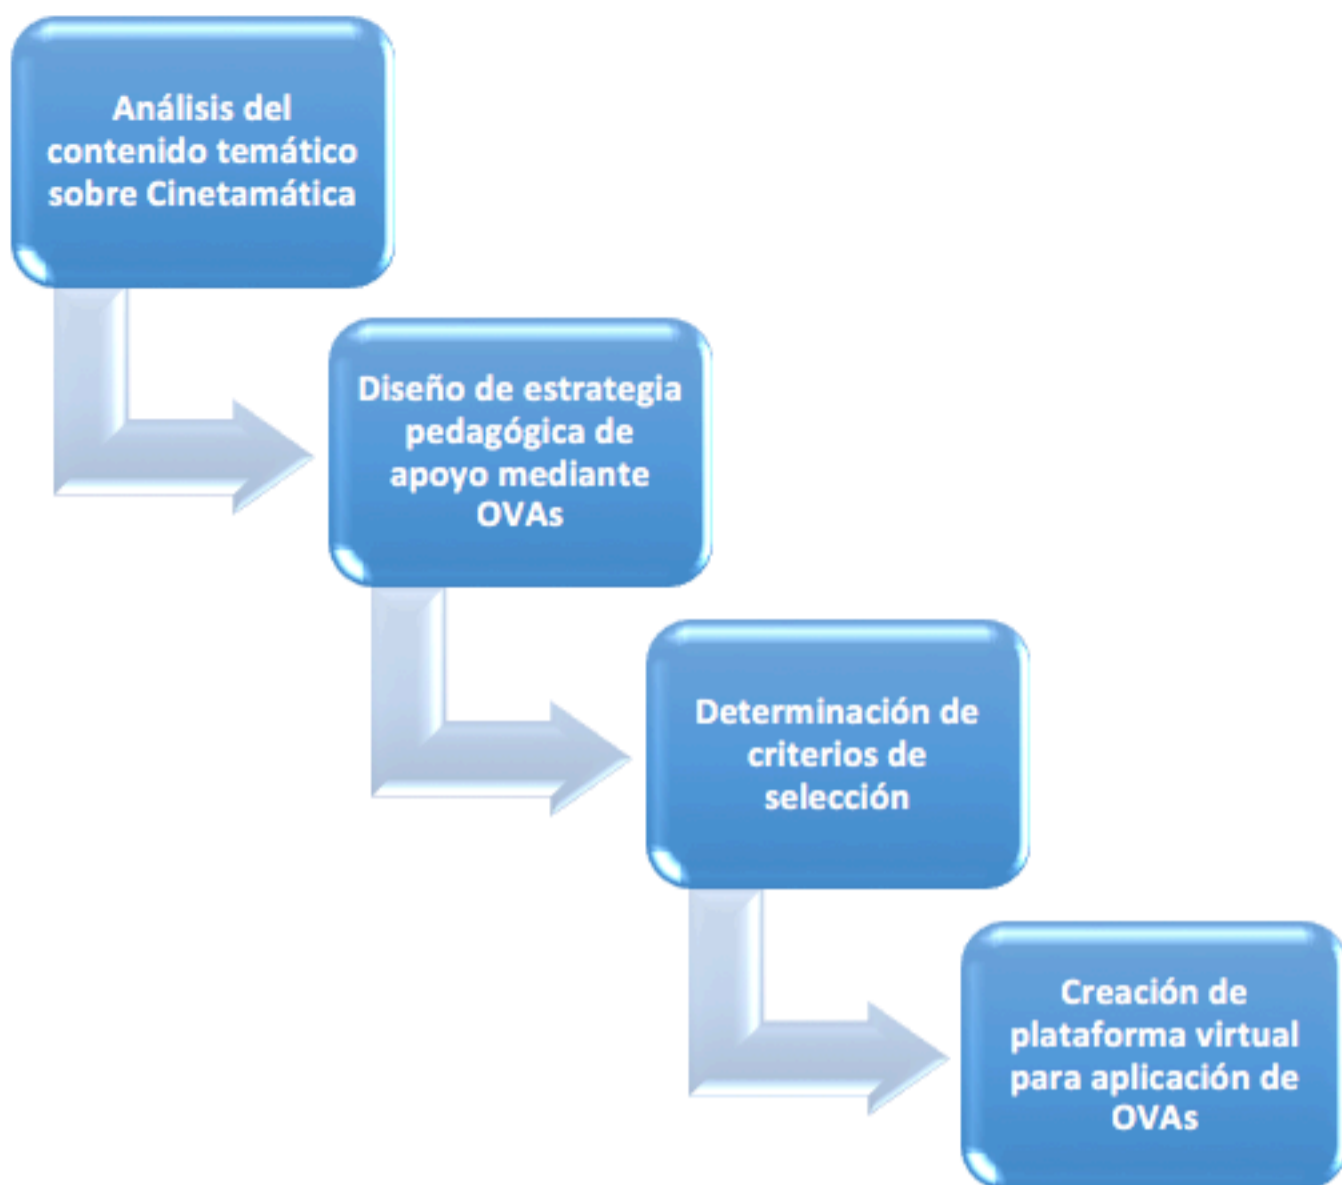 Análisis del
contenido temático
sobre Cinetamática
Diseño de estrategia
pedagógica de
apoyo mediante
OVAs
Determinación de
criterios de
selección
Creación de
plataforma virtual
para aplicación de
OVAs